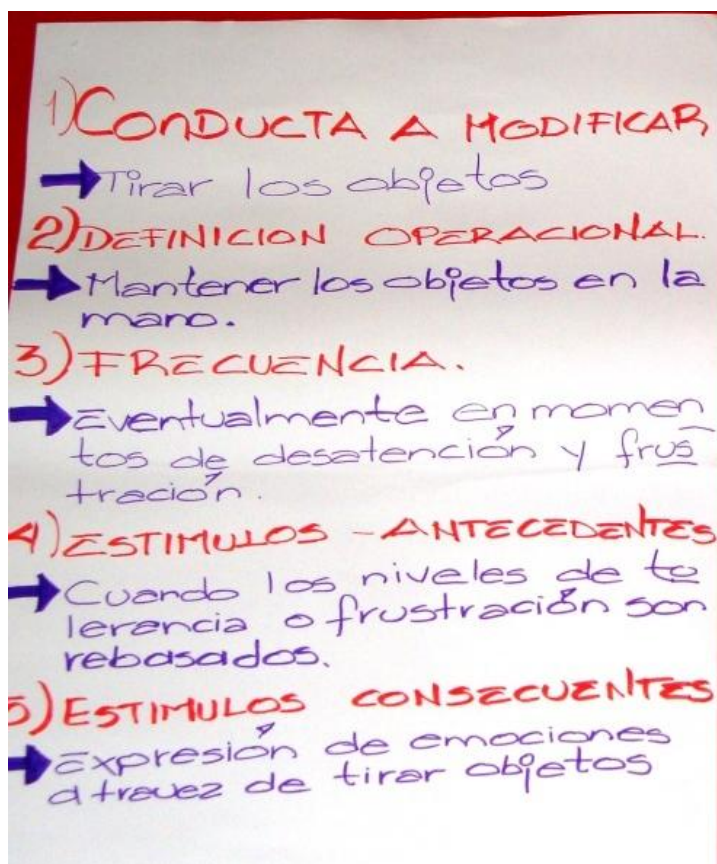 1) CONDUCTA A MODIFICAR
→ Tirar los objetos
2) DEFINICION OPERACIONAL.
→ Mantener los objetos en la
mano.
3) FRECUENCIA.
→ Eventualmente en momen
tos de desatención y frus
tración.
4) ESTIMULOS - ANTECEDENTES
→ Cuando los niveles de to
lerancia o frustración son
rebasados.
5) ESTIMULOS CONSECUENTES
→ Expresión de emociones
a travez de tirar objetos